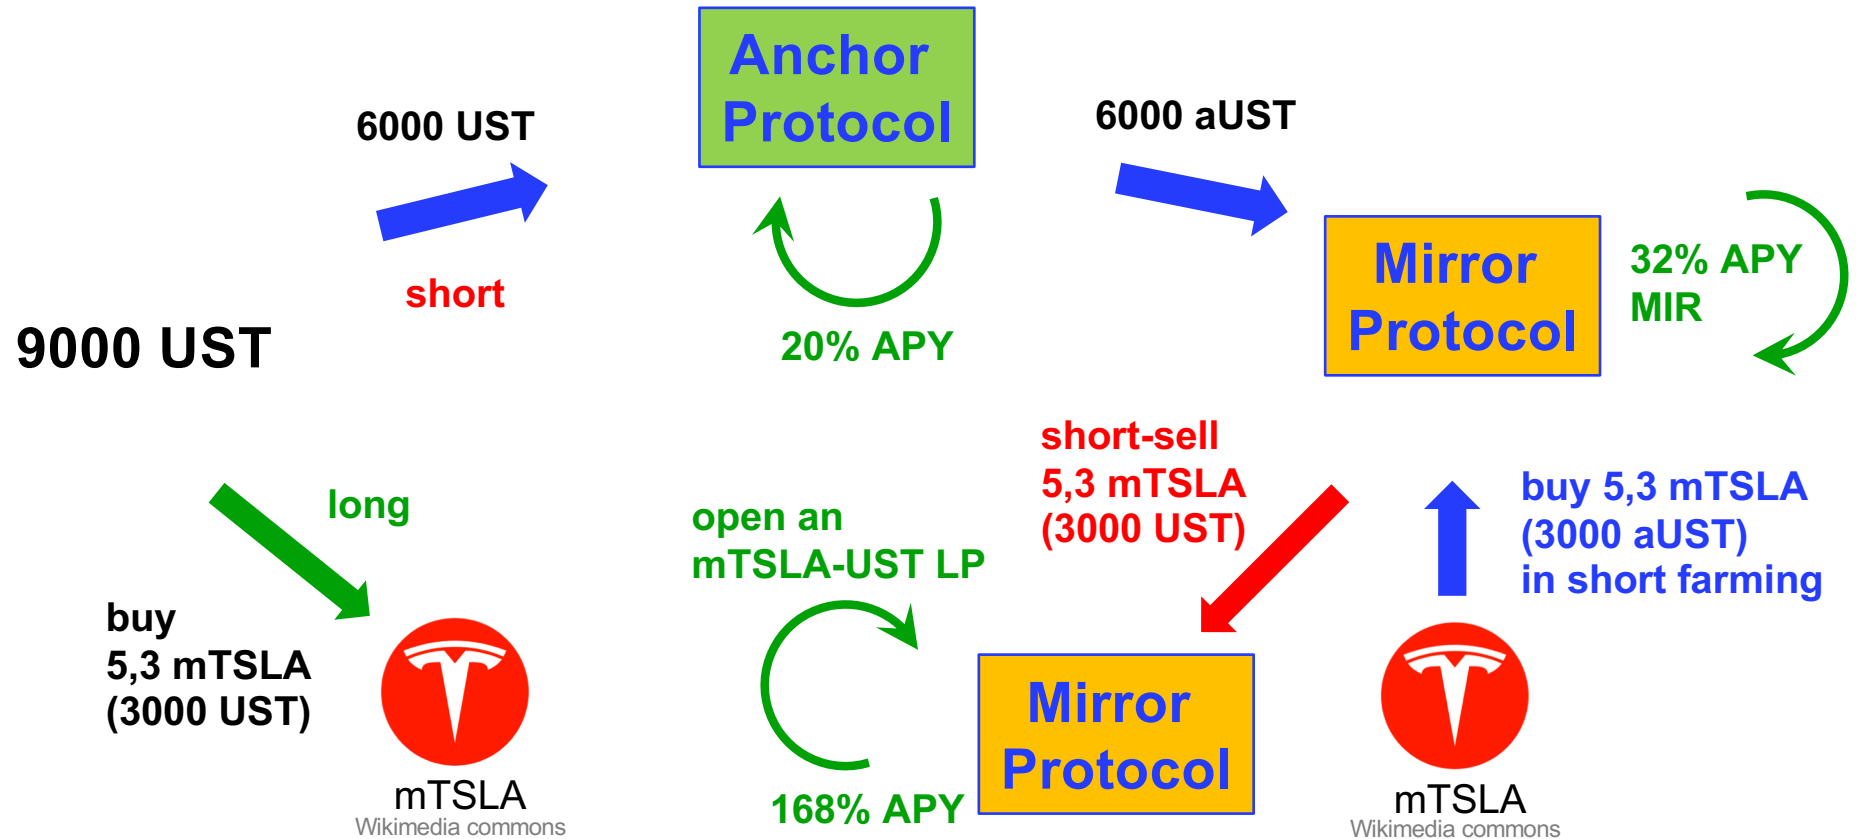 Anchor
Protocol
6000 UST
6000 aUST
short
20% APY
Mirror
Protocol
32% APY
MIR
9000 UST
long
buy
5,3 mTSLA
(3000 UST)
mTSLA
Wikimedia commons
open an
mTSLA-UST LP
168% APY
short-sell
5,3 mTSLA
(3000 UST)
Mirror
Protocol
buy 5,3 mTSLA
(3000 aUST)
in short farming
mTSLA
Wikimedia commons